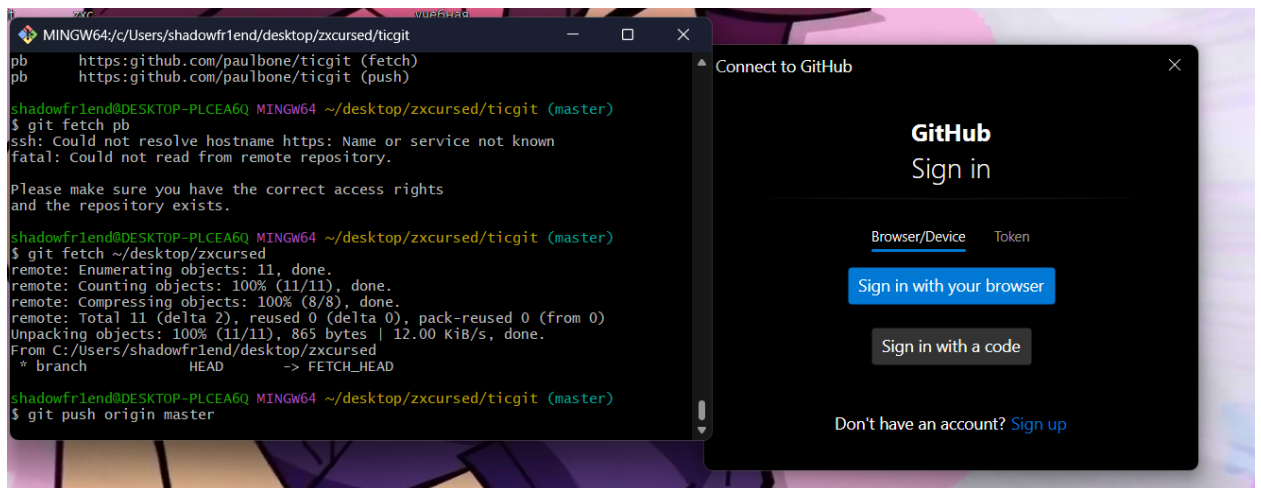 zxc
учебная
MINGW64:/c/Users/shadowfr1end/desktop/zxcursed/ticgit
pb      https:github.com/paulbone/ticgit (fetch)
pb      https:github.com/paulbone/ticgit (push)
shadowfr1end@DESKTOP-PLCEA6Q MINGW64 ~/desktop/zxcursed/ticgit (master)
$ git fetch pb
ssh: Could not resolve hostname https: Name or service not known
fatal: Could not read from remote repository.
Please make sure you have the correct access rights
and the repository exists.
shadowfr1end@DESKTOP-PLCEA6Q MINGW64 ~/desktop/zxcursed/ticgit (master)
$ git fetch ~/desktop/zxcursed
remote: Enumerating objects: 11, done.
remote: Counting objects: 100% (11/11), done.
remote: Compressing objects: 100% (8/8), done.
remote: Total 11 (delta 2), reused 0 (delta 0), pack-reused 0 (from 0)
Unpacking objects: 100% (11/11), 865 bytes | 12.00 KiB/s, done.
From C:/Users/shadowfr1end/desktop/zxcursed
 * branch            HEAD       -> FETCH_HEAD
shadowfr1end@DESKTOP-PLCEA6Q MINGW64 ~/desktop/zxcursed/ticgit (master)
$ git push origin master
Connect to GitHub
GitHub
Sign in
Browser/Device Token
Sign in with your browser
Sign in with a code
Don't have an account? Sign up